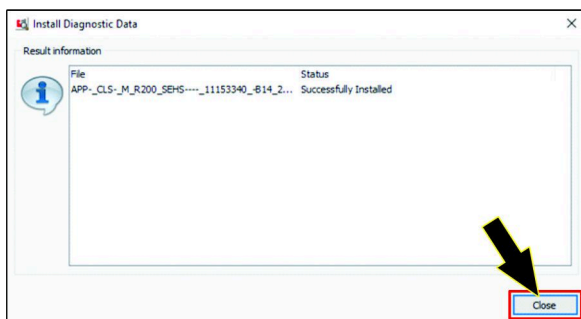 Install Diagnostic Data
Result information
File Status
APP-_CLS-_M_R200_SEHS----_11153340_-B14_2... Successfully Installed
Close